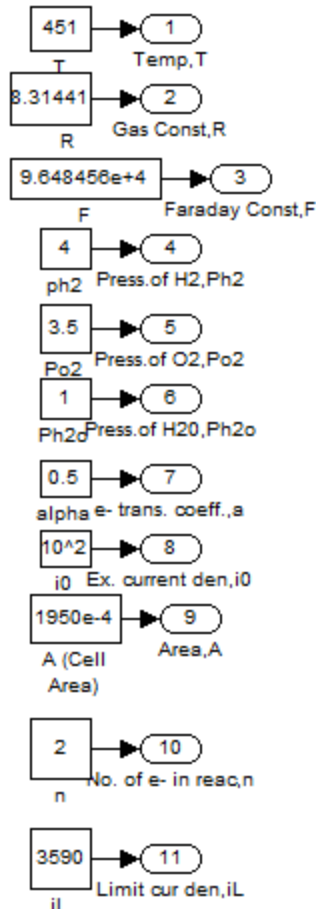 451
1
T
Temp,T
8.31441
2
R
Gas Const,R
9.648456e+4
3
F
Faraday Const,F
4
4
ph2
Press.of H2,Ph2
3.5
5
Po2
Press.of O2,Po2
1
6
Ph2o
Press.of H20,Ph2o
0.5
7
alpha
e- trans. coeff.,a
10^2
8
i0
Ex. current den,i0
1950e-4
9
A (Cell
Area)
Area,A
2
10
n
No. of e- in reac,n
3590
11
iL
Limit cur den,iL